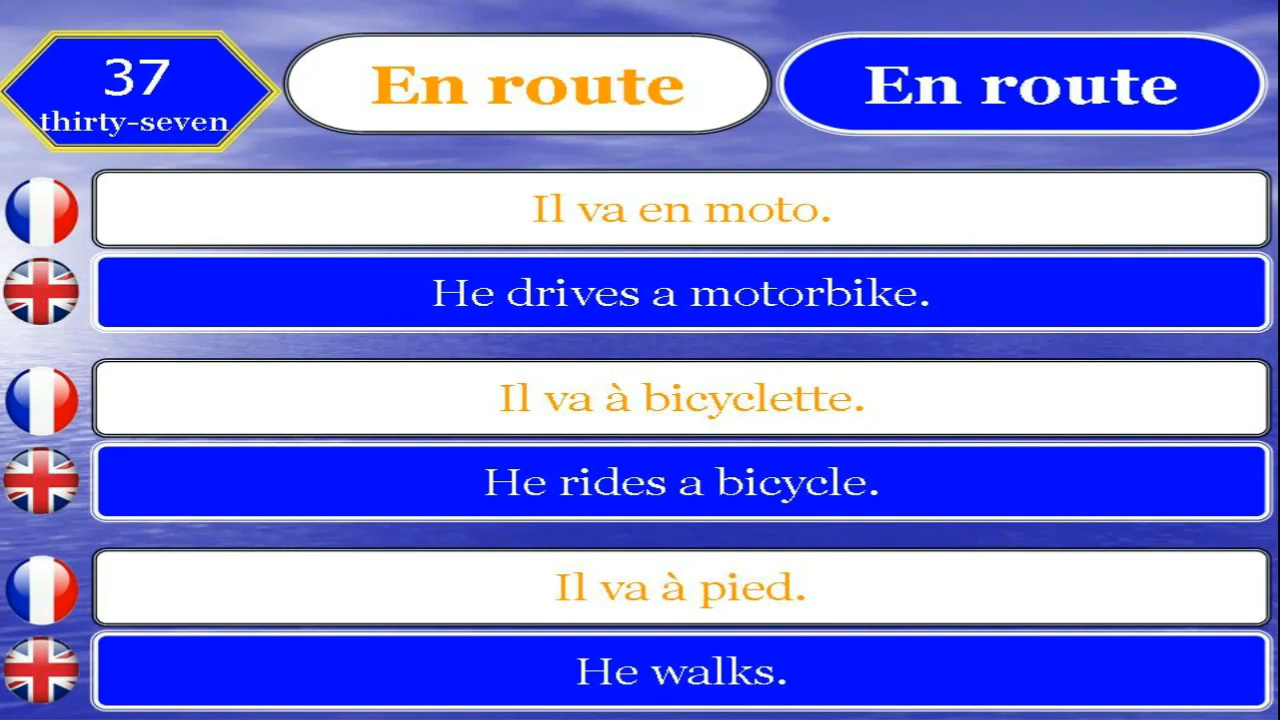 37
thirty-seven
En route
En route
Il va en moto.
He drives a motorbike.
Il va à bicyclette.
He rides a bicycle.
Il va à pied.
He walks.